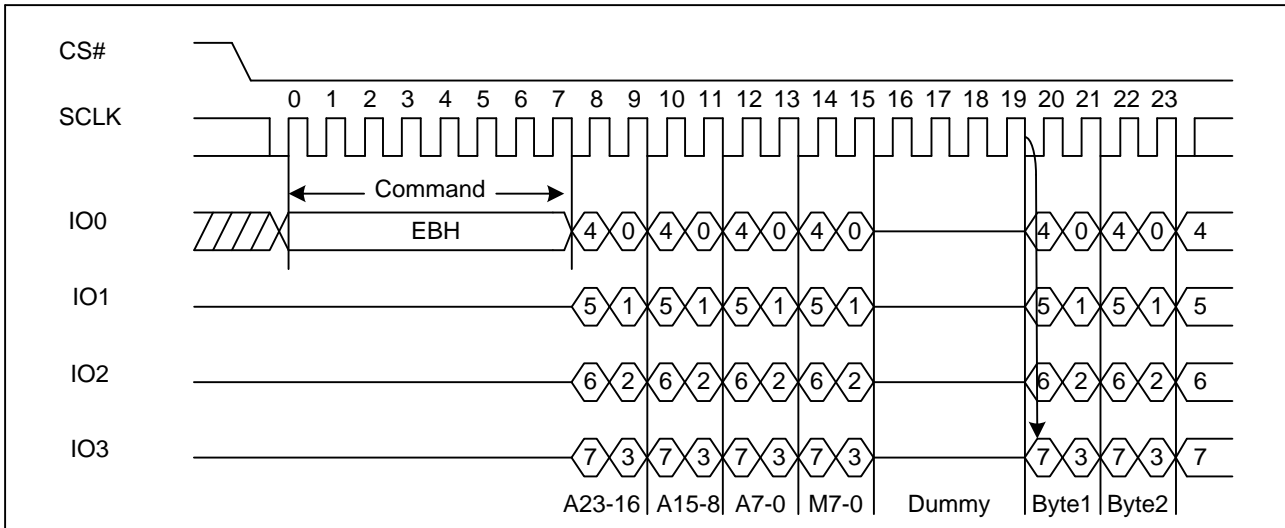 CS#
0 1 2 3 4 5 6 7 8 9 10 11 12 13 14 15 16 17 18 19 20 21 22 23
SCLK
Command
IO0 EBH 4 0 4 0 4 0 4 0 4 0 4 0 4
IO1 5 1 5 1 5 1 5 1 5 1 5 1 5
IO2 6 2 6 2 6 2 6 2 6 2 6 2 6
IO3 7 3 7 3 7 3 7 3 7 3 7 3 7
A23-16 A15-8 A7-0 M7-0 Dummy Byte1 Byte2